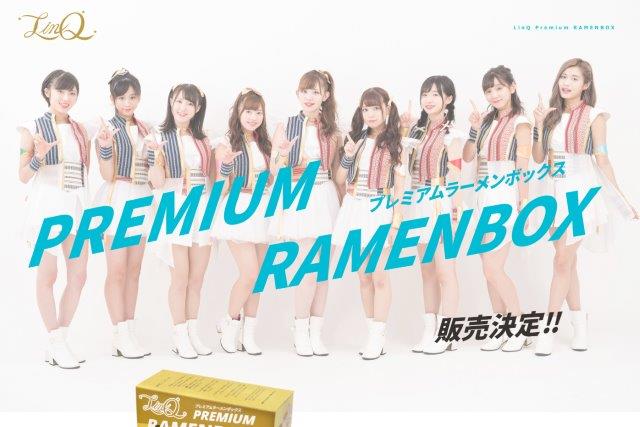 LinQ
LinQ Premium RAMENBOX
PREMIUM
プレミアムラーメンボックス
RAMENBOX
販売決定!!
LinQ
プレミアムラーメンボックス
PREMIUM